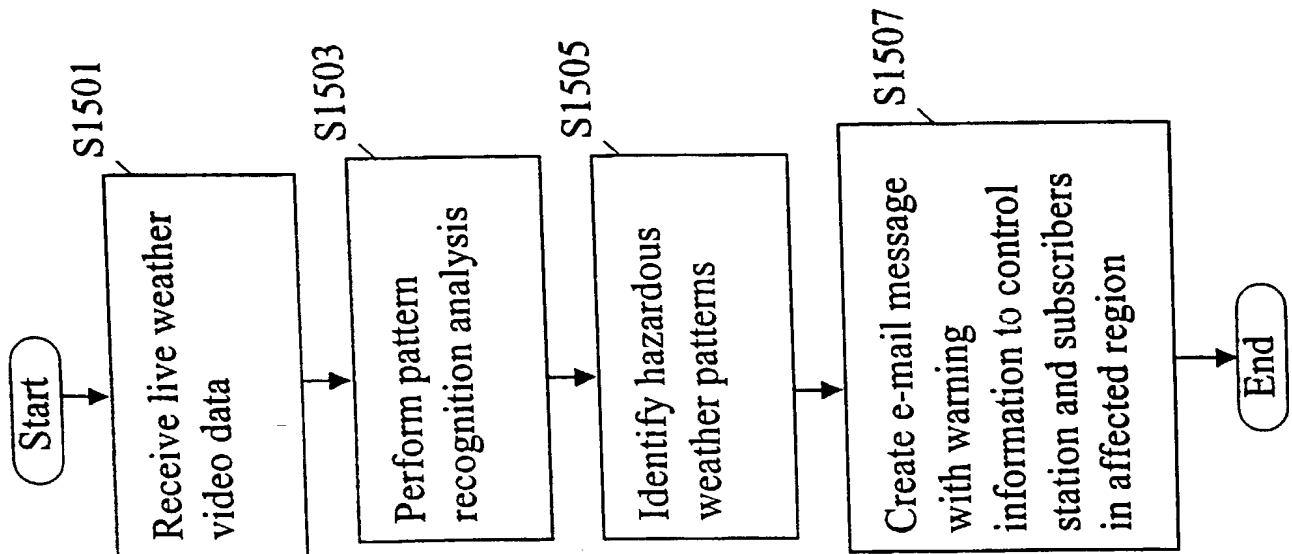 Start
S1501
Receive live weather
video data
S1503
Perform pattern
recognition analysis
S1505
Identify hazardous
weather patterns
S1507
Create e-mail message
with warning
information to control
station and subscribers
in affected region
End